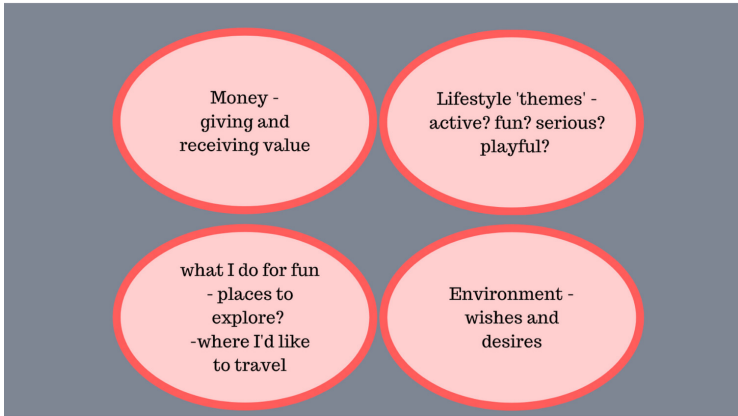 Money -
giving and
receiving value
Lifestyle 'themes' -
active? fun? serious?
playful?
what I do for fun
- places to
explore?
-where I'd like
to travel
Environment -
wishes and
desires